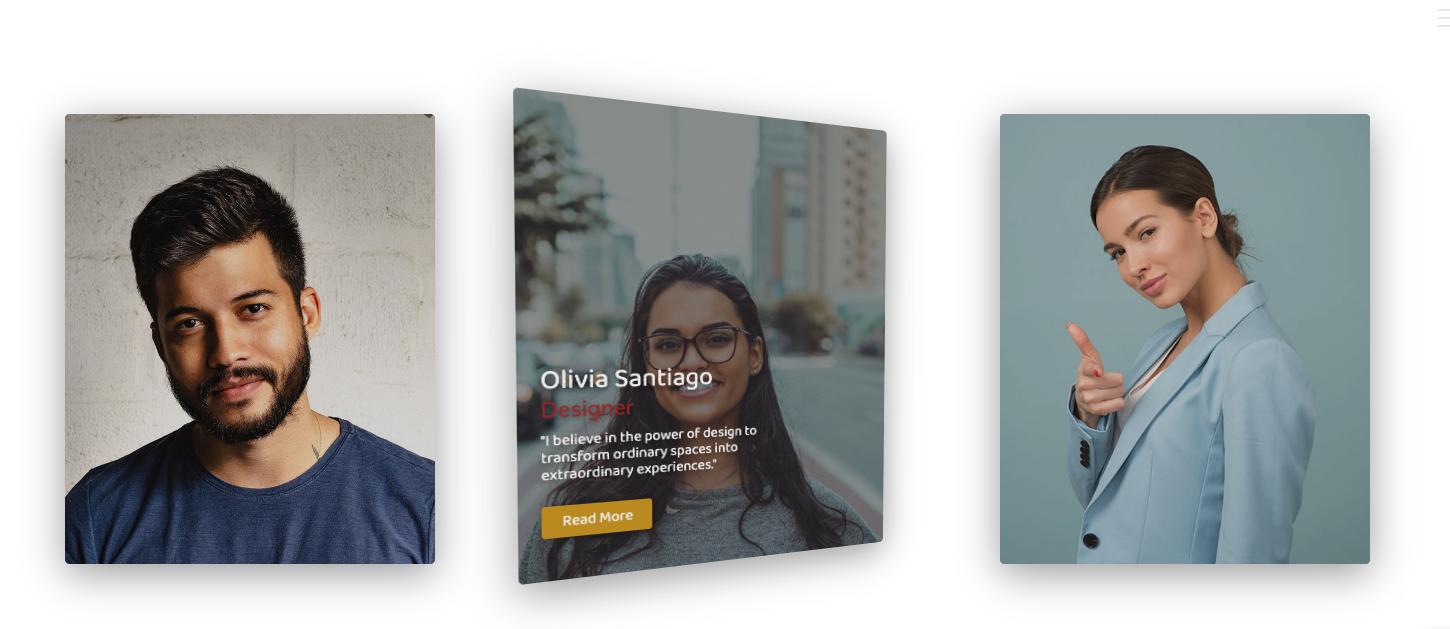 Olivia Santiago
Designer
"I believe in the power of design to
transform ordinary spaces into
extraordinary experiences."
Read More